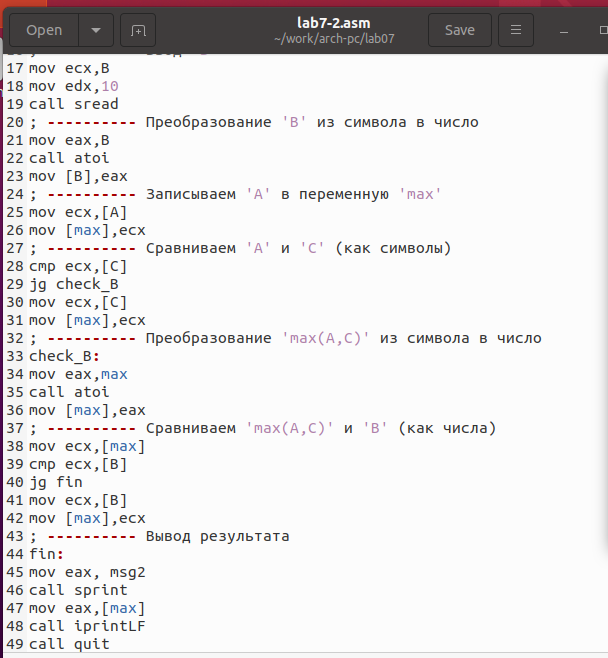 Open
lab7-2.asm
~/work/arch-pc/lab07
Save
17 mov ecx,B
18 mov edx,10
19 call sread
20 ; ---------- Преобразование 'B' из символа в число
21 mov eax,B
22 call atoi
23 mov [B],eax
24 ; ---------- Записываем 'A' в переменную 'max'
25 mov ecx,[A]
26 mov [max],ecx
27 ; ---------- Сравниваем 'A' и 'C' (как символы)
28 cmp ecx,[C]
29 jg check_B
30 mov ecx,[C]
31 mov [max],ecx
32 ; ---------- Преобразование 'max(A,C)' из символа в число
33 check_B:
34 mov eax,max
35 call atoi
36 mov [max],eax
37 ; ---------- Сравниваем 'max(A,C)' и 'B' (как числа)
38 mov ecx,[max]
39 cmp ecx,[B]
40 jg fin
41 mov ecx,[B]
42 mov [max],ecx
43 ; ---------- Вывод результата
44 fin:
45 mov eax, msg2
46 call sprint
47 mov eax,[max]
48 call iprintLF
49 call quit